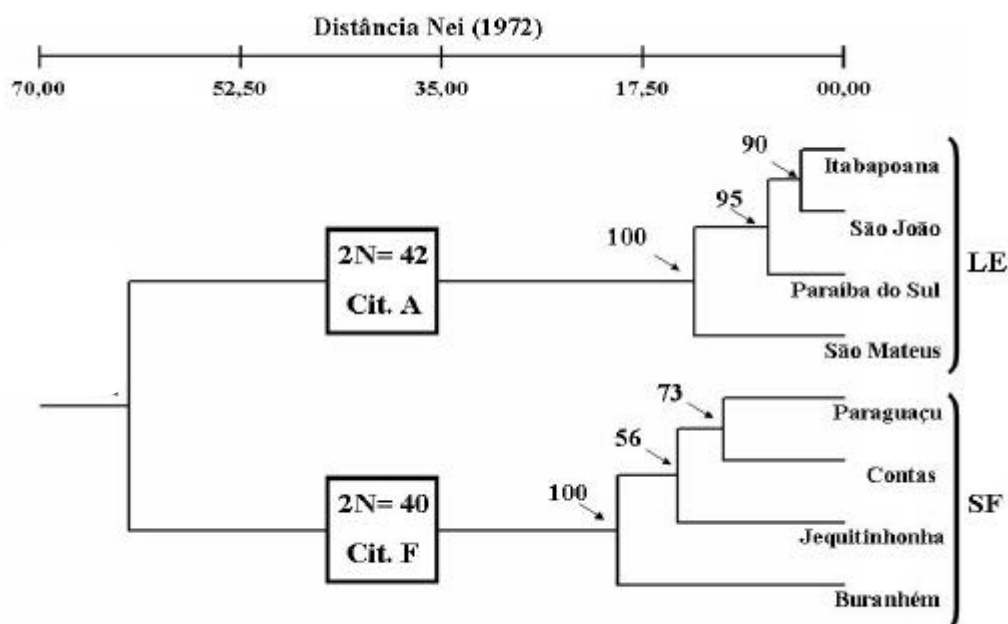 Distância Nei (1972)
70,00 52,50 35,00 17,50 00,00
90
Itabapoana
95
São João
100
2N= 42
Cit. A
LE
Paraíba do Sul
São Mateus
73
Paraguaçu
56
Contas
100
2N= 40
Cit. F
SF
Jequitinhonha
Buranhém